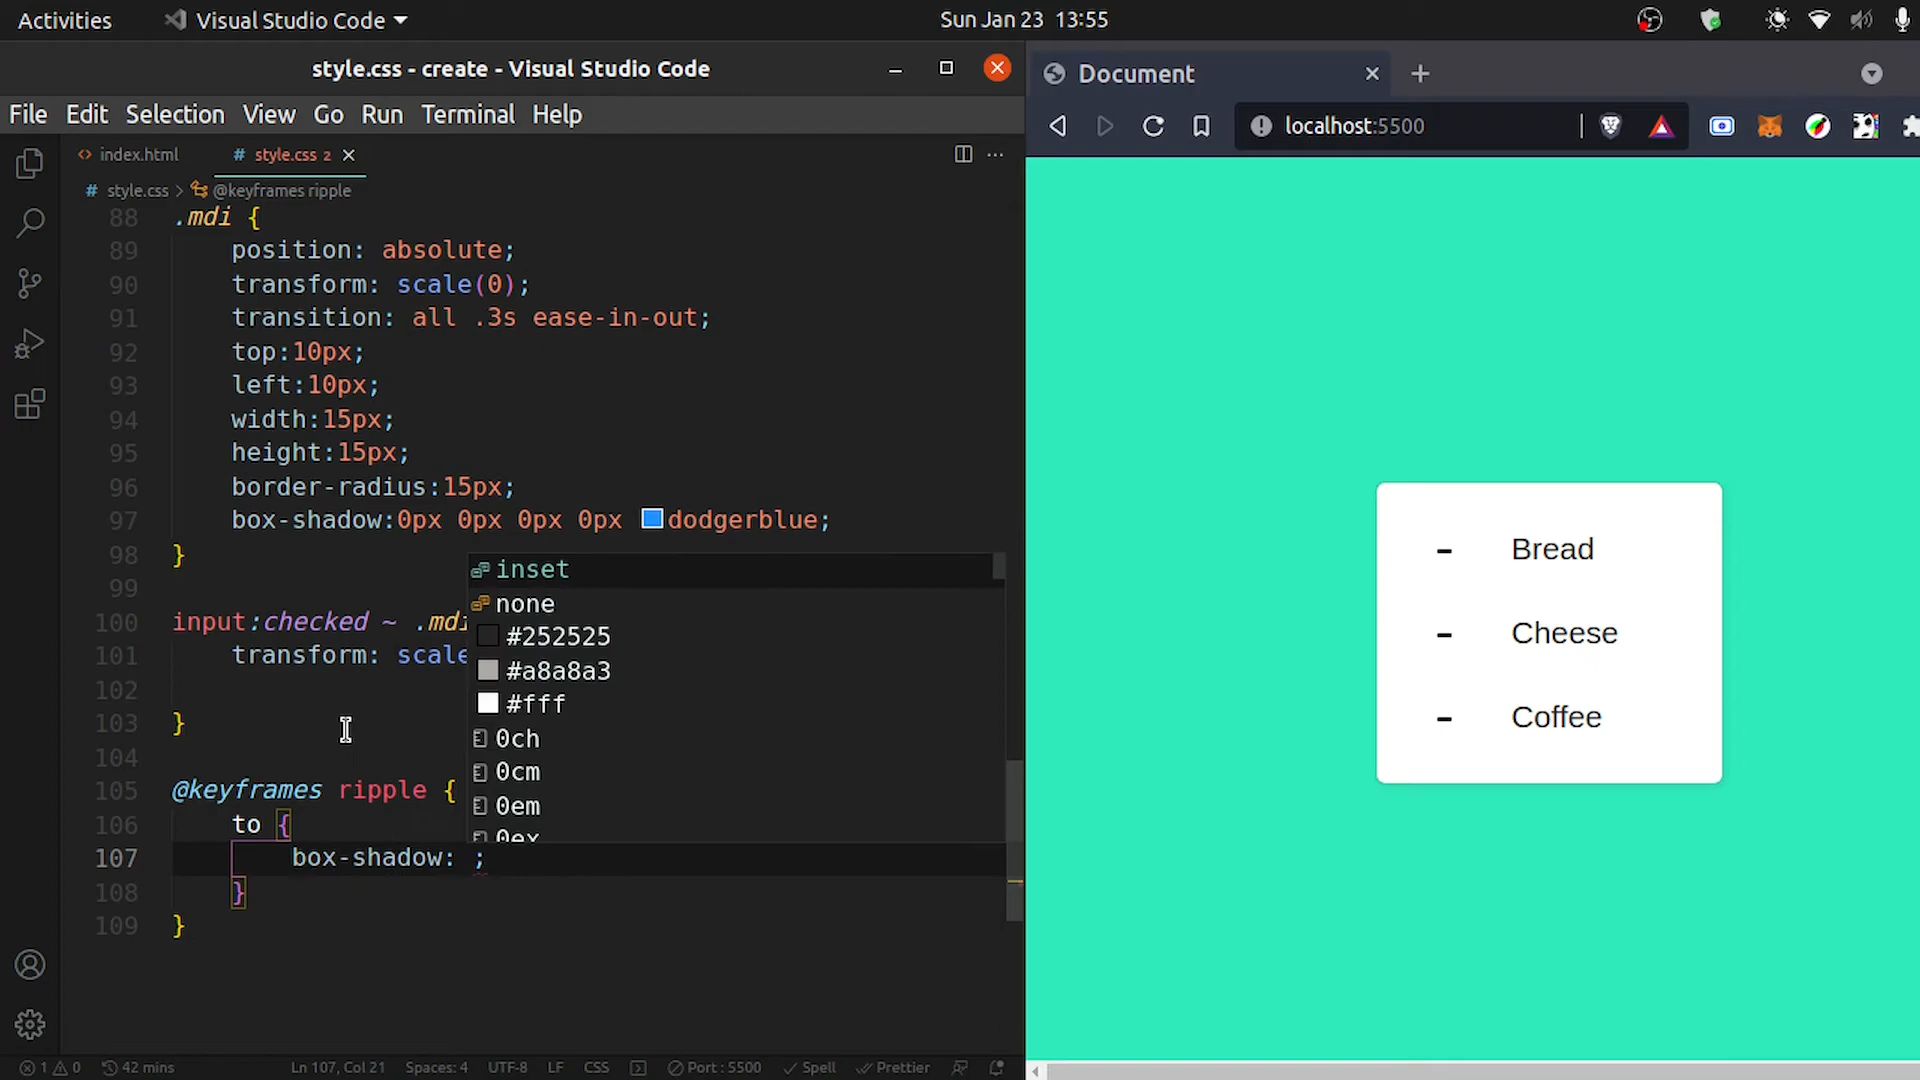 Activities
Visual Studio Code
Sun Jan 23 13:55
style.css - create - Visual Studio Code
File Edit Selection View Go Run Terminal Help
<> index.html
# style.css 2
# style.css > @keyframes ripple
88 .mdi {
89 position: absolute;
90 transform: scale(0);
91 transition: all .3s ease-in-out;
92 top:10px;
93 left:10px;
94 width:15px;
95 height:15px;
96 border-radius:15px;
97 box-shadow:0px 0px 0px 0px dodgerblue;
98 }
99
100 input:checked ~ .mdi
101 transform: scale
102
103 }
104
105 @keyframes ripple {
106 to {
107 box-shadow: ;
108 }
109 }
inset
none
#252525
#a8a8a3
#fff
0ch
0cm
0em
0ex
1 0 42 mins Ln 107, Col 21 Spaces: 4 UTF-8 LF CSS Port : 5500 Spell Prettier
Document
localhost:5500
- Bread
- Cheese
- Coffee